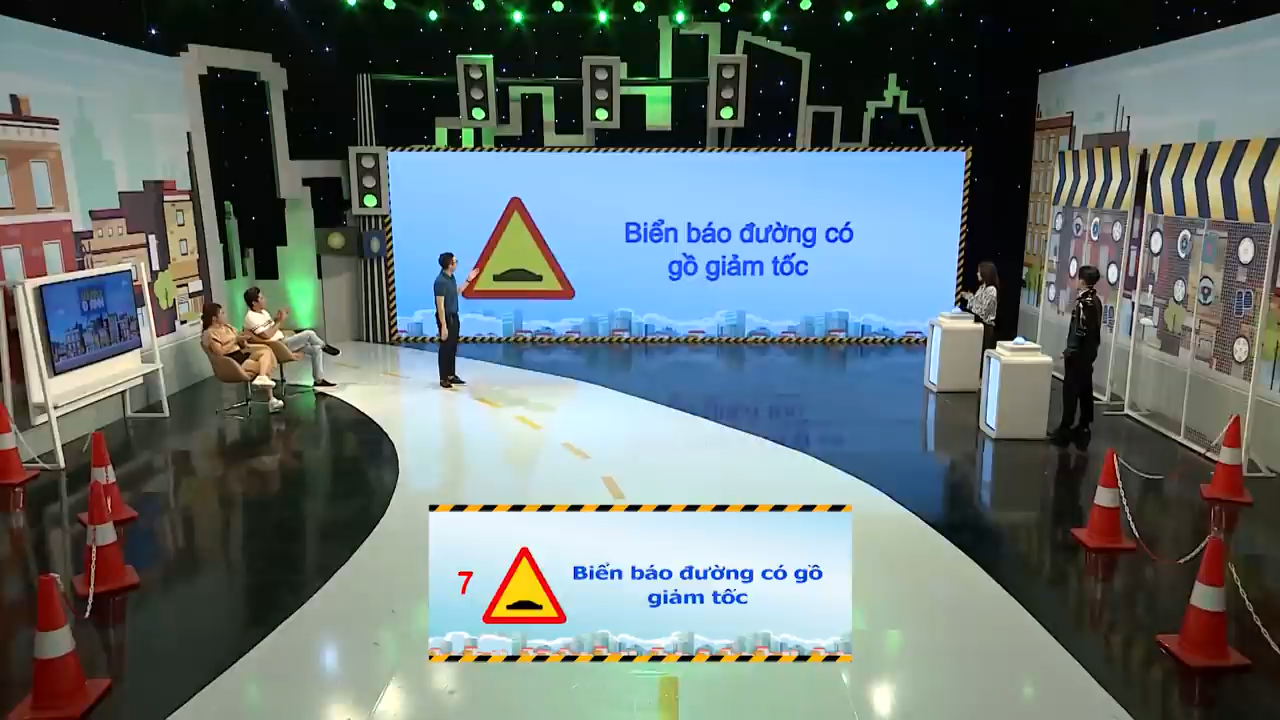 Biển báo đường có
gồ giảm tốc
7
Biển báo đường có gồ
giảm tốc